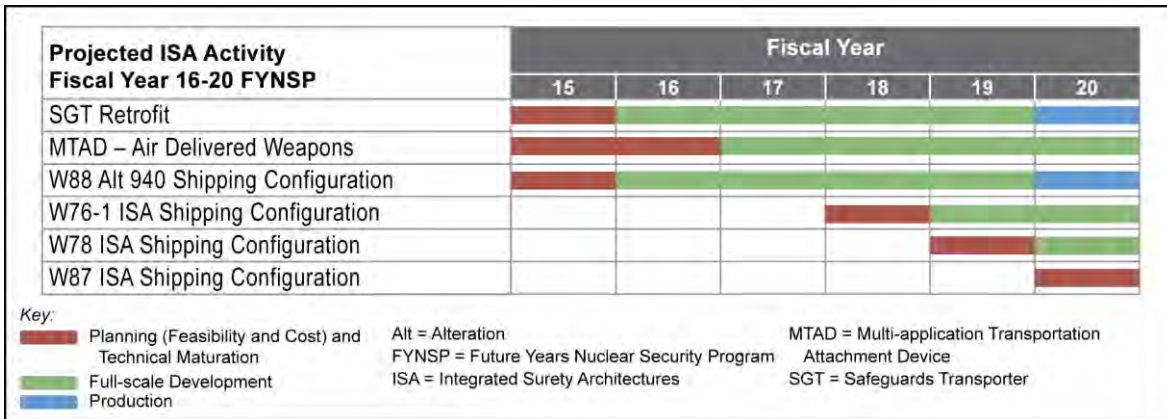 Projected ISA Activity
Fiscal Year 16-20 FYNSP
Fiscal Year
15 16 17 18 19 20
SGT Retrofit
MTAD – Air Delivered Weapons
W88 Alt 940 Shipping Configuration
W76-1 ISA Shipping Configuration
W78 ISA Shipping Configuration
W87 ISA Shipping Configuration
Key:
Planning (Feasibility and Cost) and
Technical Maturation
Full-scale Development
Production
Alt = Alteration
FYNSP = Future Years Nuclear Security Program
ISA = Integrated Surety Architectures
MTAD = Multi-application Transportation
Attachment Device
SGT = Safeguards Transporter